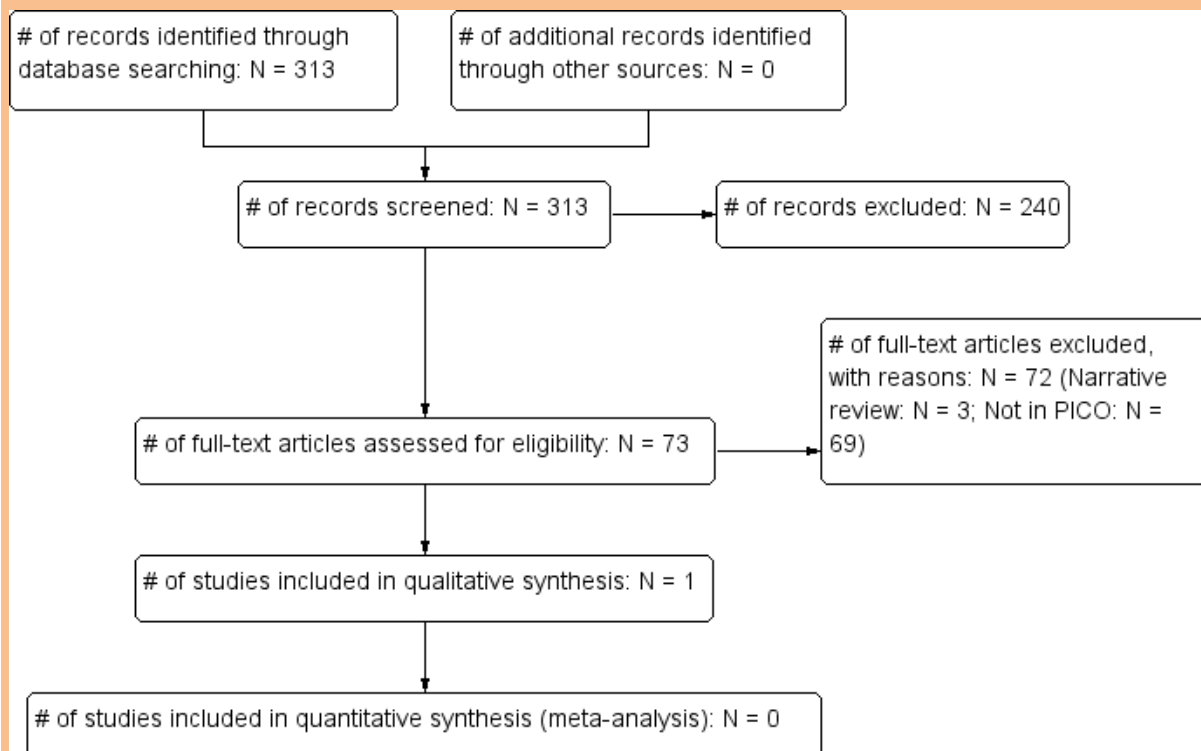 # of records identified through
database searching: N = 313
# of additional records identified
through other sources: N = 0
# of records screened: N = 313
# of records excluded: N = 240
# of full-text articles excluded,
with reasons: N = 72 (Narrative
review: N = 3; Not in PICO: N =
69)
# of full-text articles assessed for eligibility: N = 73
# of studies included in qualitative synthesis: N = 1
# of studies included in quantitative synthesis (meta-analysis): N = 0